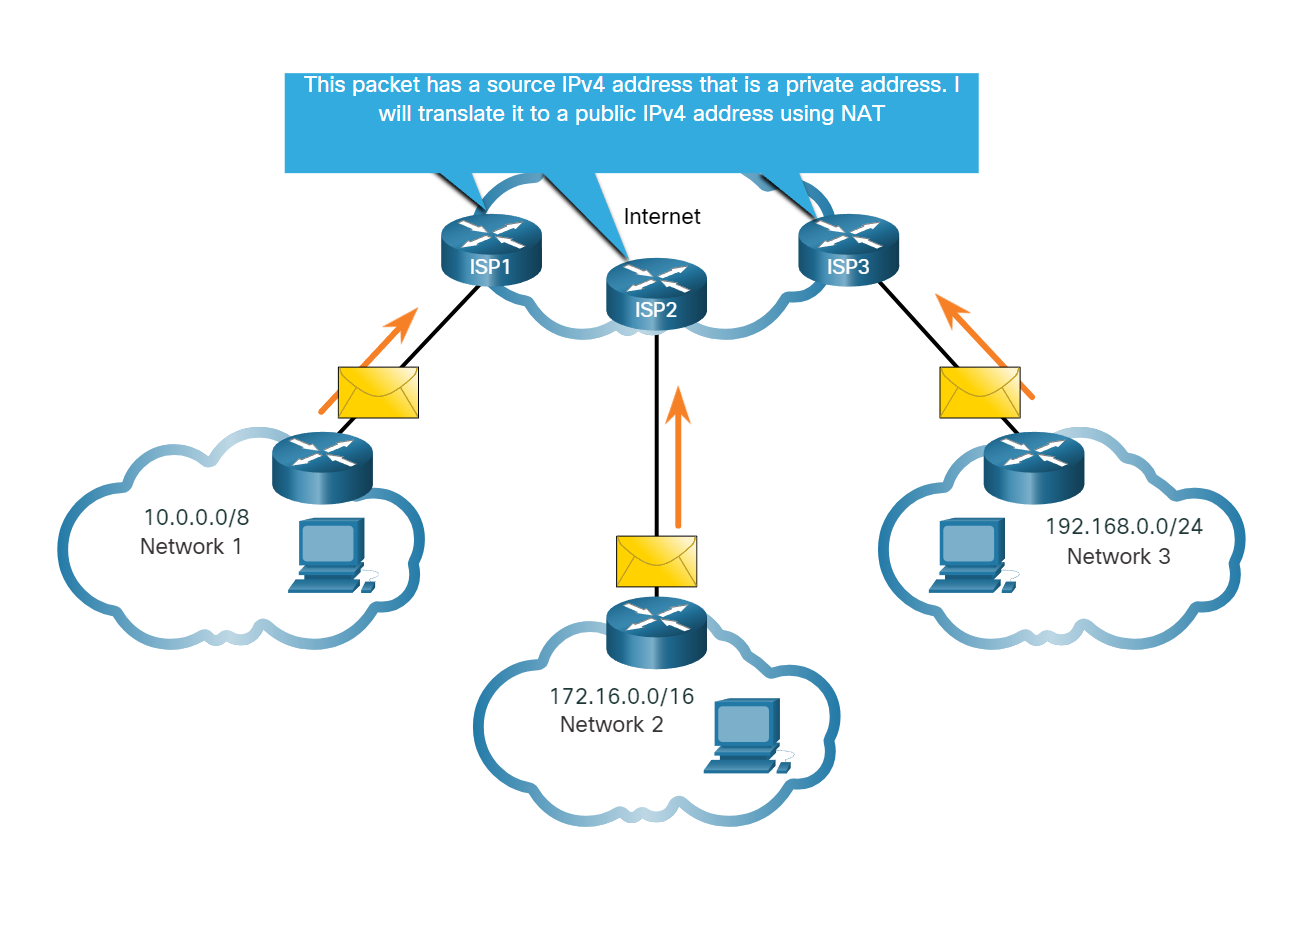 This packet has a source IPv4 address that is a private address. I
will translate it to a public IPv4 address using NAT
Internet
ISP1
ISP3
ISP2
10.0.0.0/8
Network 1
192.168.0.0/24
Network 3
172.16.0.0/16
Network 2